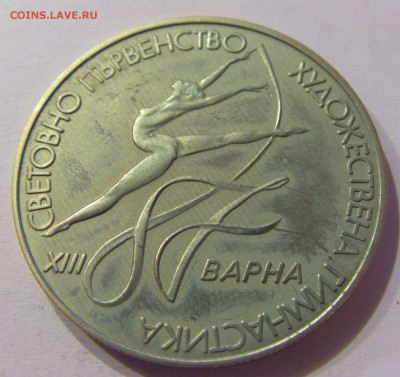 COINS.LAVE.RU
СВЕТОВНО ПЪРВЕНСТВО
ХУДОЖЕСТВЕНА ГИМНАСТИКА
XIII
ВАРНА